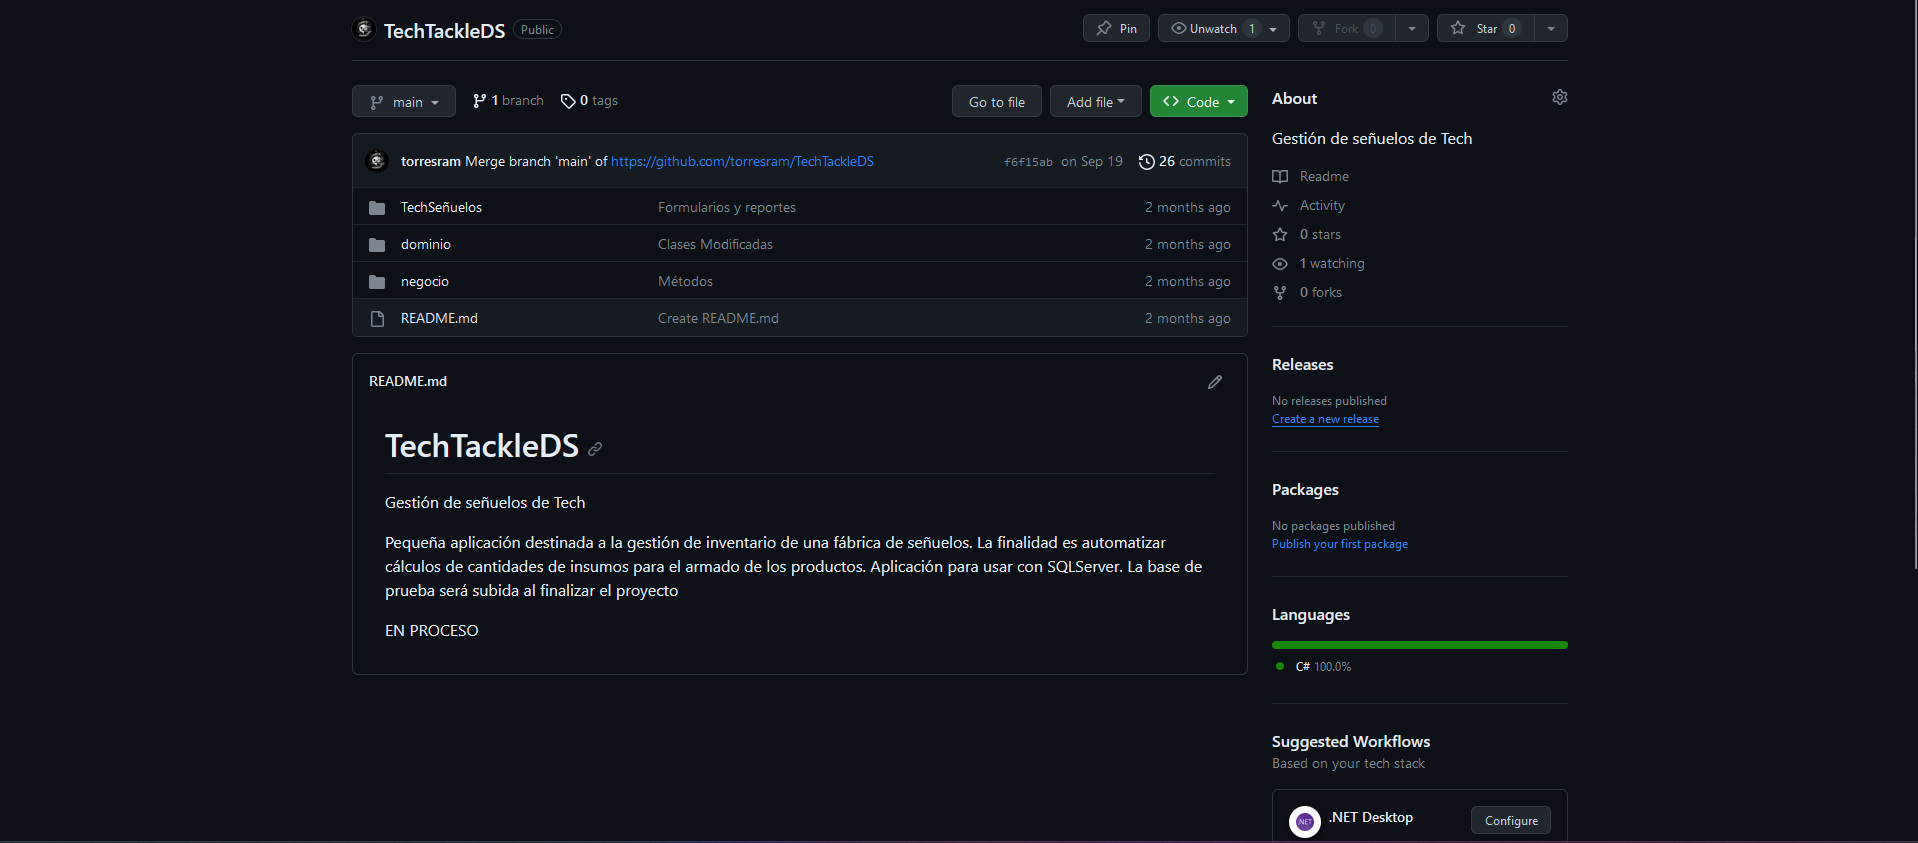 TechTackleDS Public Pin Unwatch 1 Fork 0 Star 0
main 1 branch 0 tags Go to file Add file Code
torresram Merge branch 'main' of https://github.com/torresram/TechTackleDS f6f15ab on Sep 19 26 commits
TechSeñuelos Formularios y reportes 2 months ago
dominio Clases Modificadas 2 months ago
negocio Métodos 2 months ago
README.md Create README.md 2 months ago
README.md
TechTackleDS
Gestión de señuelos de Tech
Pequeña aplicación destinada a la gestión de inventario de una fábrica de señuelos. La finalidad es automatizar
cálculos de cantidades de insumos para el armado de los productos. Aplicación para usar con SQLServer. La base de
prueba será subida al finalizar el proyecto
EN PROCESO
About
Gestión de señuelos de Tech
Readme
Activity
0 stars
1 watching
0 forks
Releases
No releases published
Create a new release
Packages
No packages published
Publish your first package
Languages
C# 100.0%
Suggested Workflows
Based on your tech stack
.NET .NET Desktop Configure